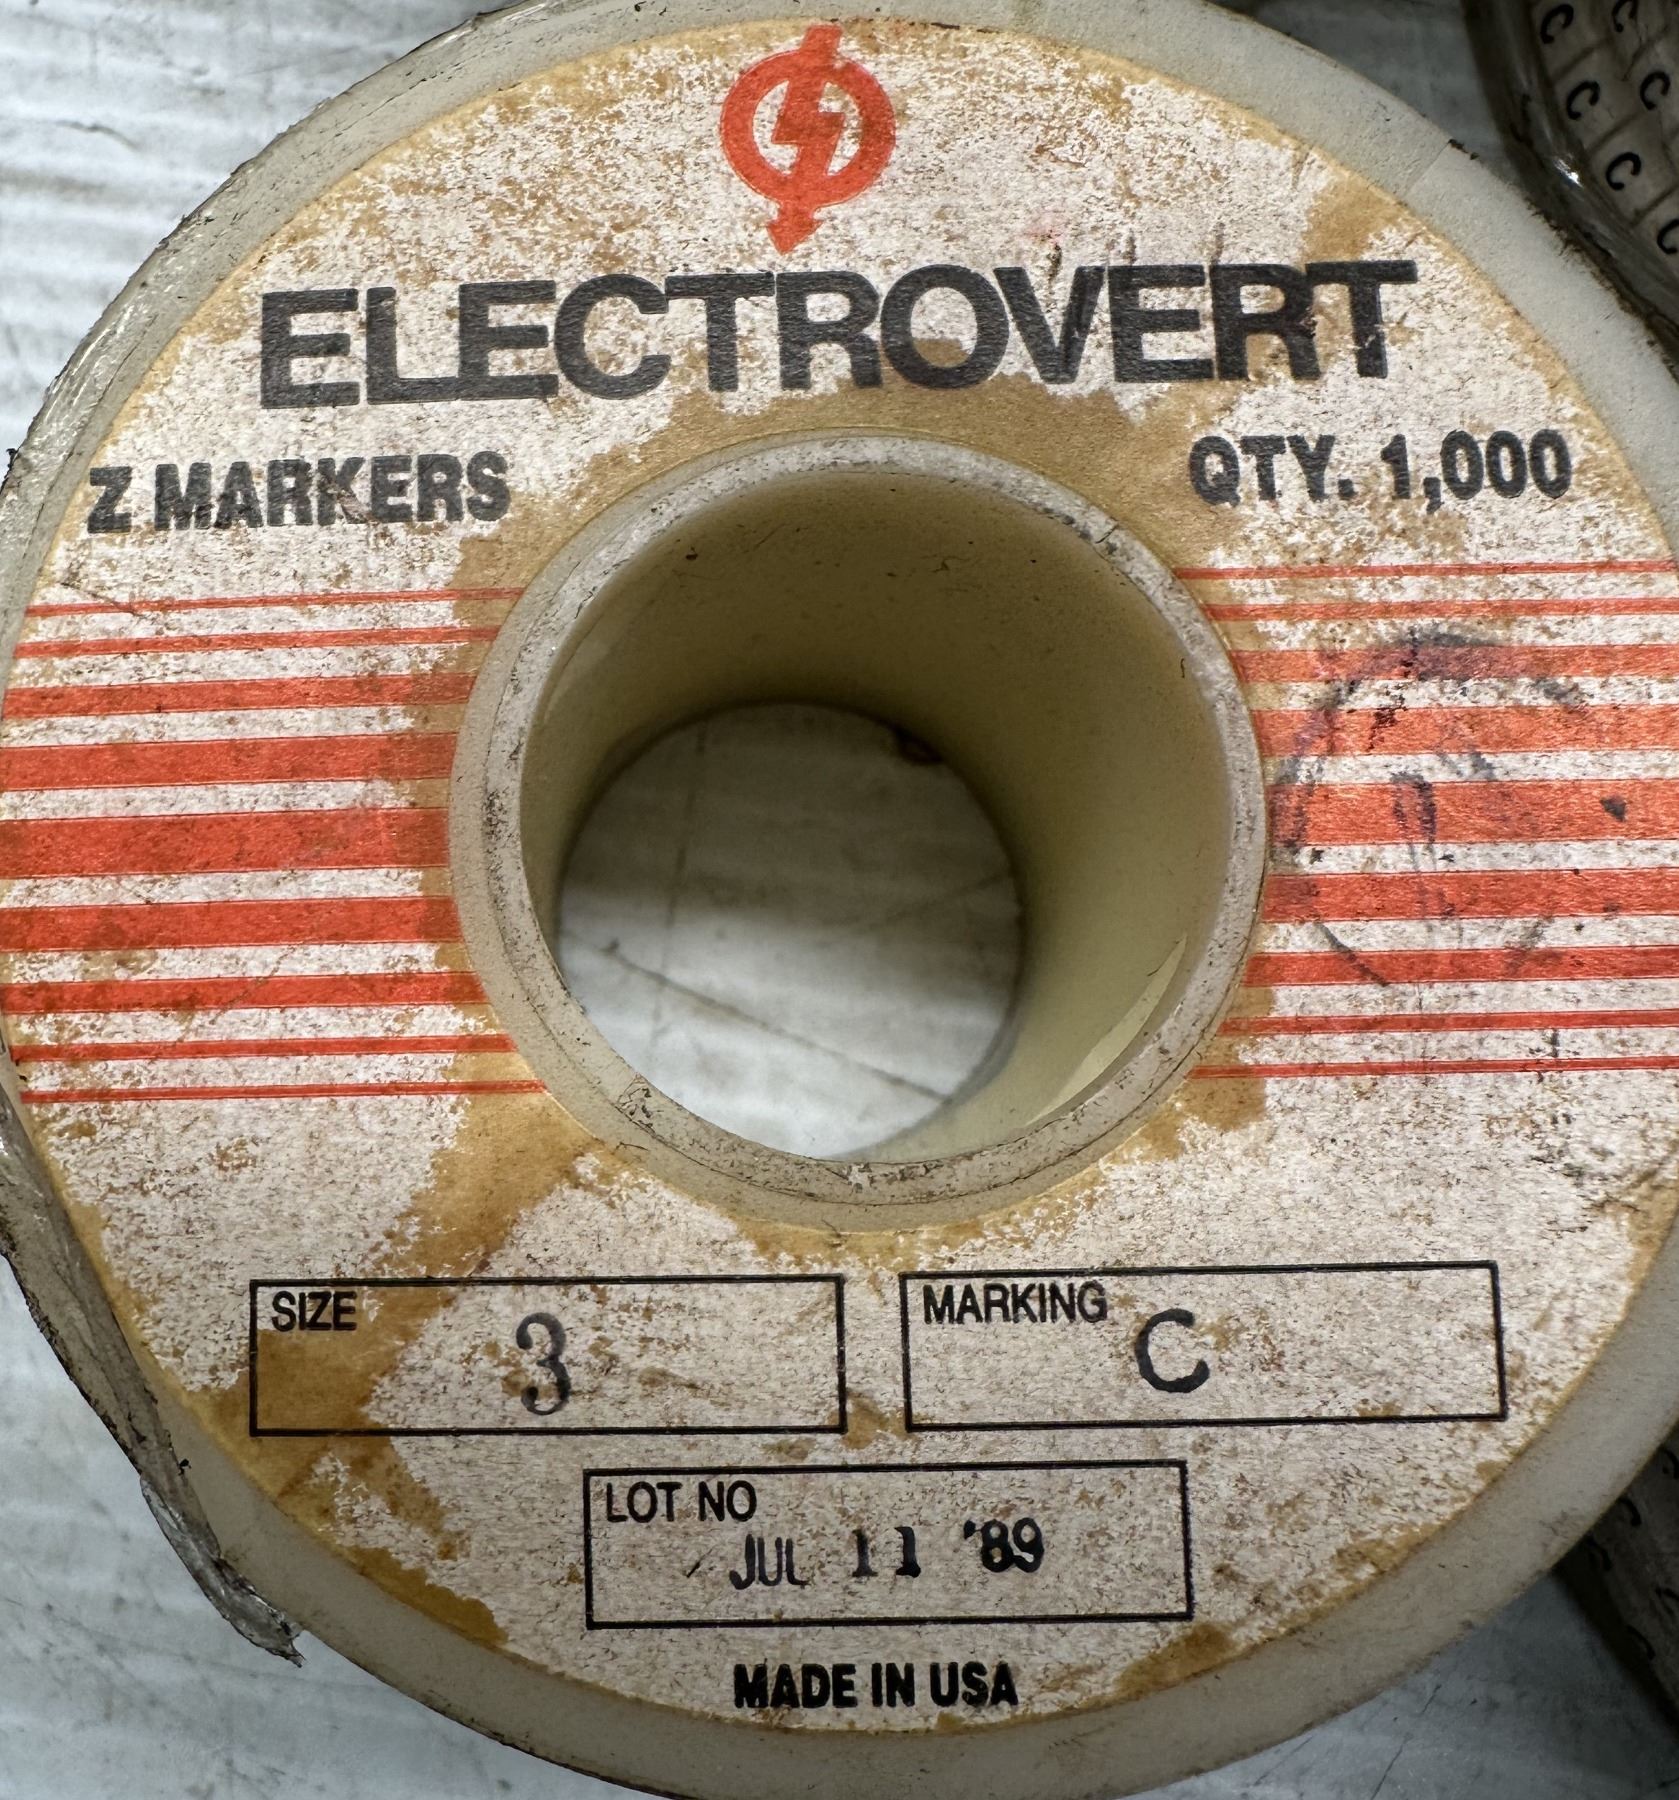 ELECTROVERT
Z MARKERS
QTY. 1,000
SIZE
3
MARKING
C
LOT NO
JUL 11 '89
MADE IN USA
C
C
C
C
C